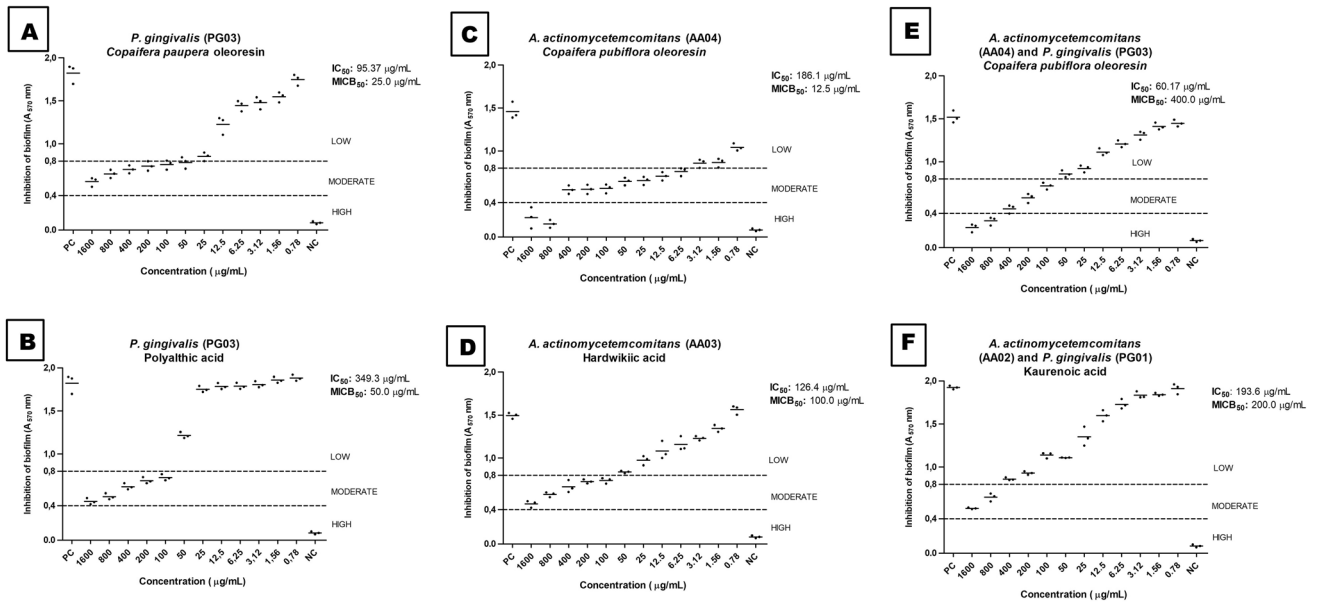 A
P. gingivalis (PG03)
Copaifera paupera oleoresin
IC50: 95.37 µg/mL
MICB50: 25.0 µg/mL
Inhibition of biofilm (A 570 nm)
2,0
1,5
1,0
0,8
0,4
0.0
LOW
MODERATE
HIGH
PC 1600 800 400 200 100 50 25 12.5 6.25 3.12 1.56 0.78 NC
Concentration ( µg/mL)
B
P. gingivalis (PG03)
Polyalthic acid
IC50: 349.3 µg/mL
MICB50: 50.0 µg/mL
Inhibition of biofilm (A 570 nm)
2,0
1,5
1,0
0,8
0,4
0.0
LOW
MODERATE
HIGH
PC 1600 800 400 200 100 50 25 12.5 6.25 3.12 1.56 0.78 NC
Concentration ( µg/mL)
C
A. actinomycetemcomitans (AA04)
Copaifera pubiflora oleoresin
IC50: 186.1 µg/mL
MICB50: 12.5 µg/mL
Inhibition of biofilm (A 570 nm)
2,0
1,5
1,0
0,8
0,4
0.0
LOW
MODERATE
HIGH
PC 1600 800 400 200 100 50 25 12.5 6.25 3.12 1.56 0.78 NC
Concentration ( µg/mL)
D
A. actinomycetemcomitans (AA03)
Hardwikiic acid
IC50: 126.4 µg/mL
MICB50: 100.0 µg/mL
Inhibition of biofilm (A 570 nm)
2,0
1,5
1,0
0,8
0,4
0.0
LOW
MODERATE
HIGH
PC 1600 800 400 200 100 50 25 12.5 6.25 3.12 1.56 0.78 NC
Concentration ( µg/mL)
E
A. actinomycetemcomitans
(AA04) and P. gingivalis (PG03)
Copaifera pubiflora oleoresin
IC50: 60.17 µg/mL
MICB50: 400.0 µg/mL
Inhibition of biofilm (A 570 nm)
2,0
1,5
1,0
0,8
0,4
0.0
LOW
MODERATE
HIGH
PC 1600 800 400 200 100 50 25 12.5 6.25 3.12 1.56 0.78 NC
Concentration ( µg/mL)
F
A. actinomycetemcomitans
(AA02) and P. gingivalis (PG01)
Kaurenoic acid
IC50: 193.6 µg/mL
MICB50: 200.0 µg/mL
Inhibition of biofilm (A 570 nm)
2,0
1,5
1,0
0,8
0,4
0.0
LOW
MODERATE
HIGH
PC 1600 800 400 200 100 50 25 12.5 6.25 3.12 1.56 0.78 NC
Concentration ( µg/mL)